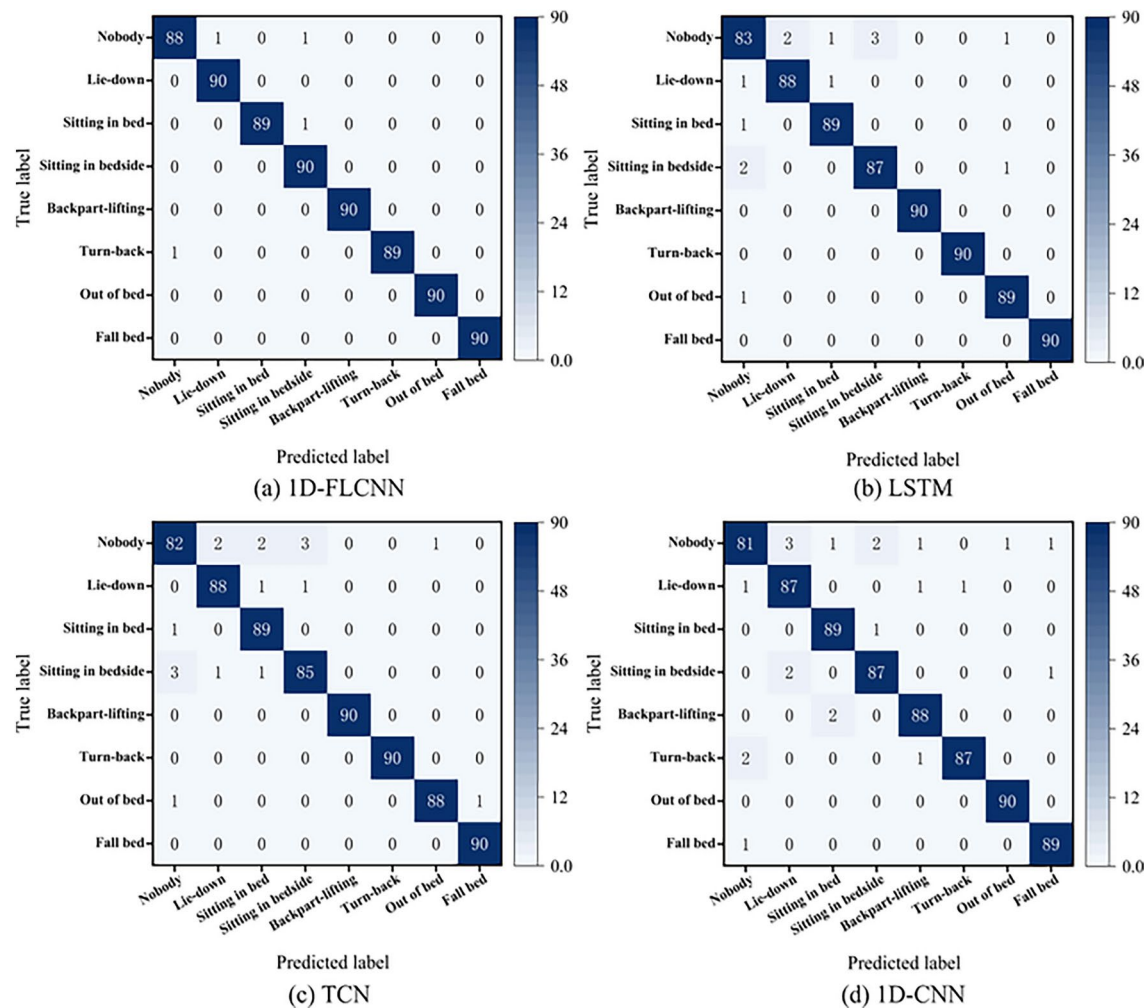 True label
Nobody 88 1 0 1 0 0 0 0
Lie-down 0 90 0 0 0 0 0 0
Sitting in bed 0 0 89 1 0 0 0 0
Sitting in bedside 0 0 0 90 0 0 0 0
Backpart-lifting 0 0 0 0 90 0 0 0
Turn-back 1 0 0 0 0 89 0 0
Out of bed 0 0 0 0 0 0 90 0
Fall bed 0 0 0 0 0 0 0 90
Nobody Lie-down Sitting in bed Sitting in bedside Backpart-lifting Turn-back Out of bed Fall bed
90
48
36
24
12
0.0
Predicted label
(a) 1D-FLCNN
True label
Nobody 83 2 1 3 0 0 1 0
Lie-down 1 88 1 0 0 0 0 0
Sitting in bed 1 0 89 0 0 0 0 0
Sitting in bedside 2 0 0 87 0 0 1 0
Backpart-lifting 0 0 0 0 90 0 0 0
Turn-back 0 0 0 0 0 90 0 0
Out of bed 1 0 0 0 0 0 89 0
Fall bed 0 0 0 0 0 0 0 90
Nobody Lie-down Sitting in bed Sitting in bedside Backpart-lifting Turn-back Out of bed Fall bed
90
48
36
24
12
0.0
Predicted label
(b) LSTM
True label
Nobody 82 2 2 3 0 0 1 0
Lie-down 0 88 1 1 0 0 0 0
Sitting in bed 1 0 89 0 0 0 0 0
Sitting in bedside 3 1 1 85 0 0 0 0
Backpart-lifting 0 0 0 0 90 0 0 0
Turn-back 0 0 0 0 0 90 0 0
Out of bed 1 0 0 0 0 0 88 1
Fall bed 0 0 0 0 0 0 0 90
Nobody Lie-down Sitting in bed Sitting in bedside Backpart-lifting Turn-back Out of bed Fall bed
90
48
36
24
12
0.0
Predicted label
(c) TCN
True label
Nobody 81 3 1 2 1 0 1 1
Lie-down 1 87 0 0 1 1 0 0
Sitting in bed 0 0 89 1 0 0 0 0
Sitting in bedside 0 2 0 87 0 0 0 1
Backpart-lifting 0 0 2 0 88 0 0 0
Turn-back 2 0 0 0 1 87 0 0
Out of bed 0 0 0 0 0 0 90 0
Fall bed 1 0 0 0 0 0 0 89
Nobody Lie-down Sitting in bed Sitting in bedside Backpart-lifting Turn-back Out of bed Fall bed
90
48
36
24
12
0.0
Predicted label
(d) 1D-CNN